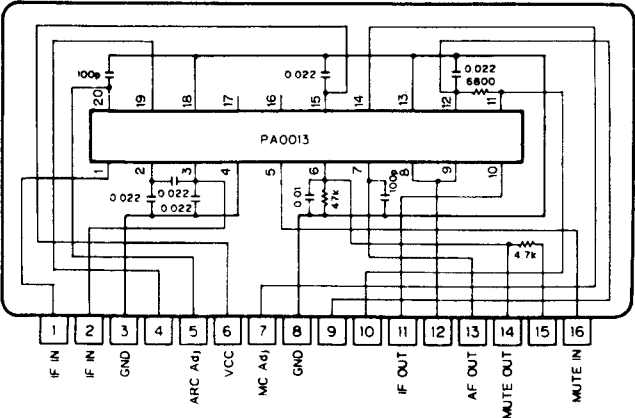 100p
0.022
0.022
6800
20 19 18 17 16 15 14 13 12 11
PA0013
1 2 3 4 5 6 7 8 9 10
0.022
0.022
0.022
0.01
47k
100p
4.7k
1 2 3 4 5 6 7 8 9 10 11 12 13 14 15 16
IF IN
IF IN
GND
ARC Adj
VCC
MC Adj
GND
IF OUT
AF OUT
MUTE OUT
MUTE IN